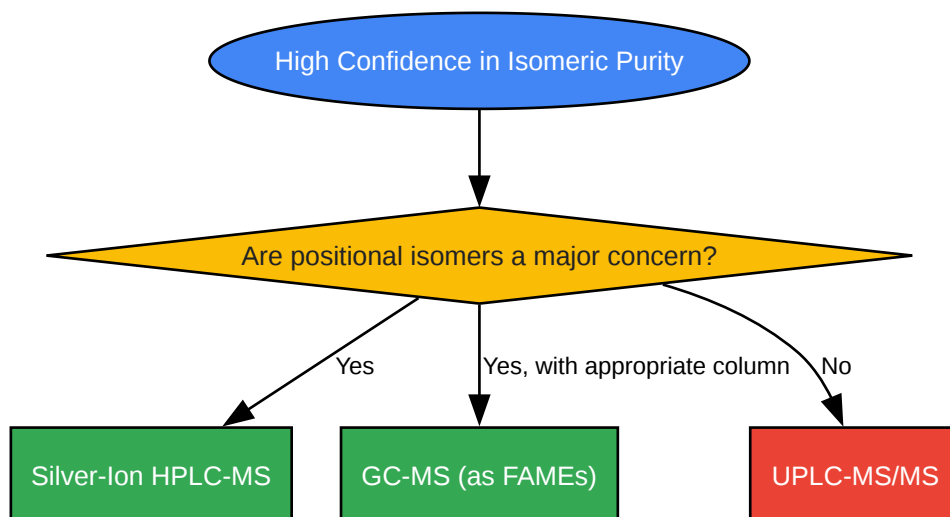 High Confidence in Isomeric Purity
Are positional isomers a major concern?
Yes
Yes, with appropriate column
No
Silver-Ion HPLC-MS
GC-MS (as FAMEs)
UPLC-MS/MS